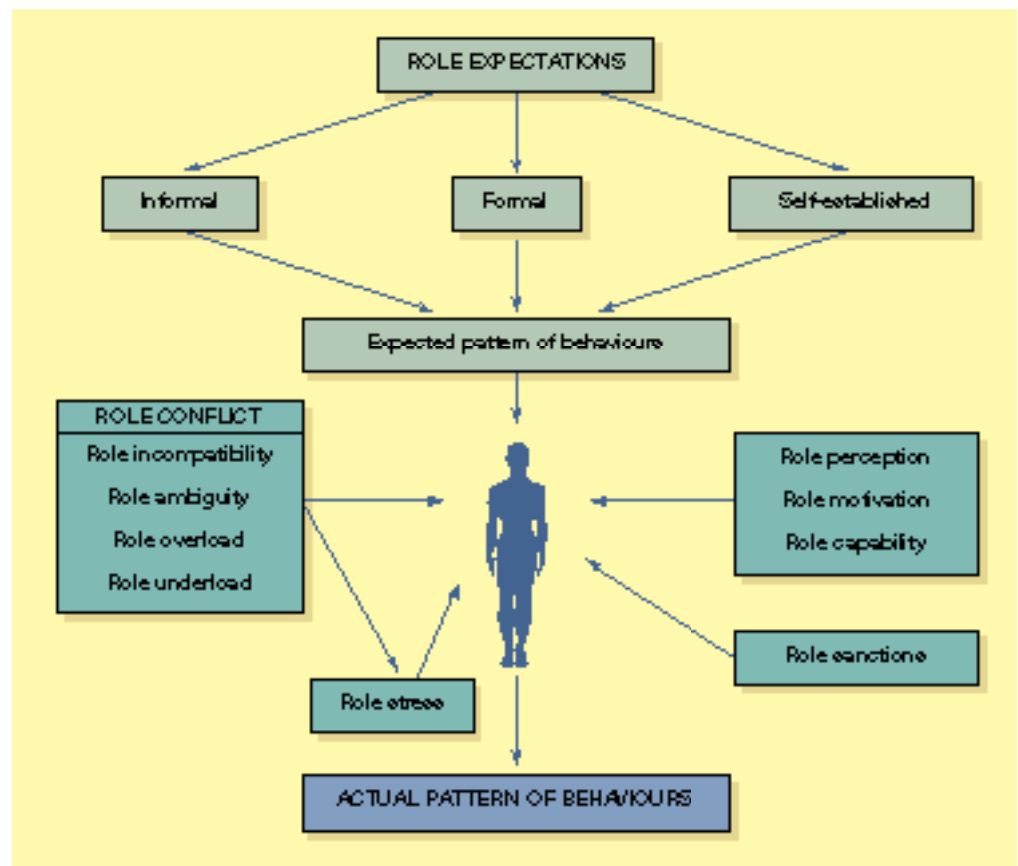 ROLE EXPECTATIONS
Informal
Formal
Self-established
Expected pattern of behaviours
ROLE CONFLICT
Role incompatibility
Role ambiguity
Role overload
Role underload
Role perception
Role motivation
Role capability
Role sanctions
Role stress
ACTUAL PATTERN OF BEHAVIOURS